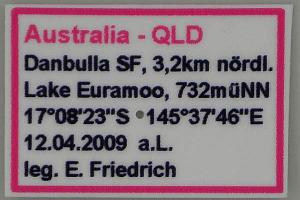 Australia - QLD
Danbulla SF, 3,2km nördl.
Lake Euramoo, 732müNN
17°08'23"S 145°37'46"E
12.04.2009 a.L.
leg. E. Friedrich